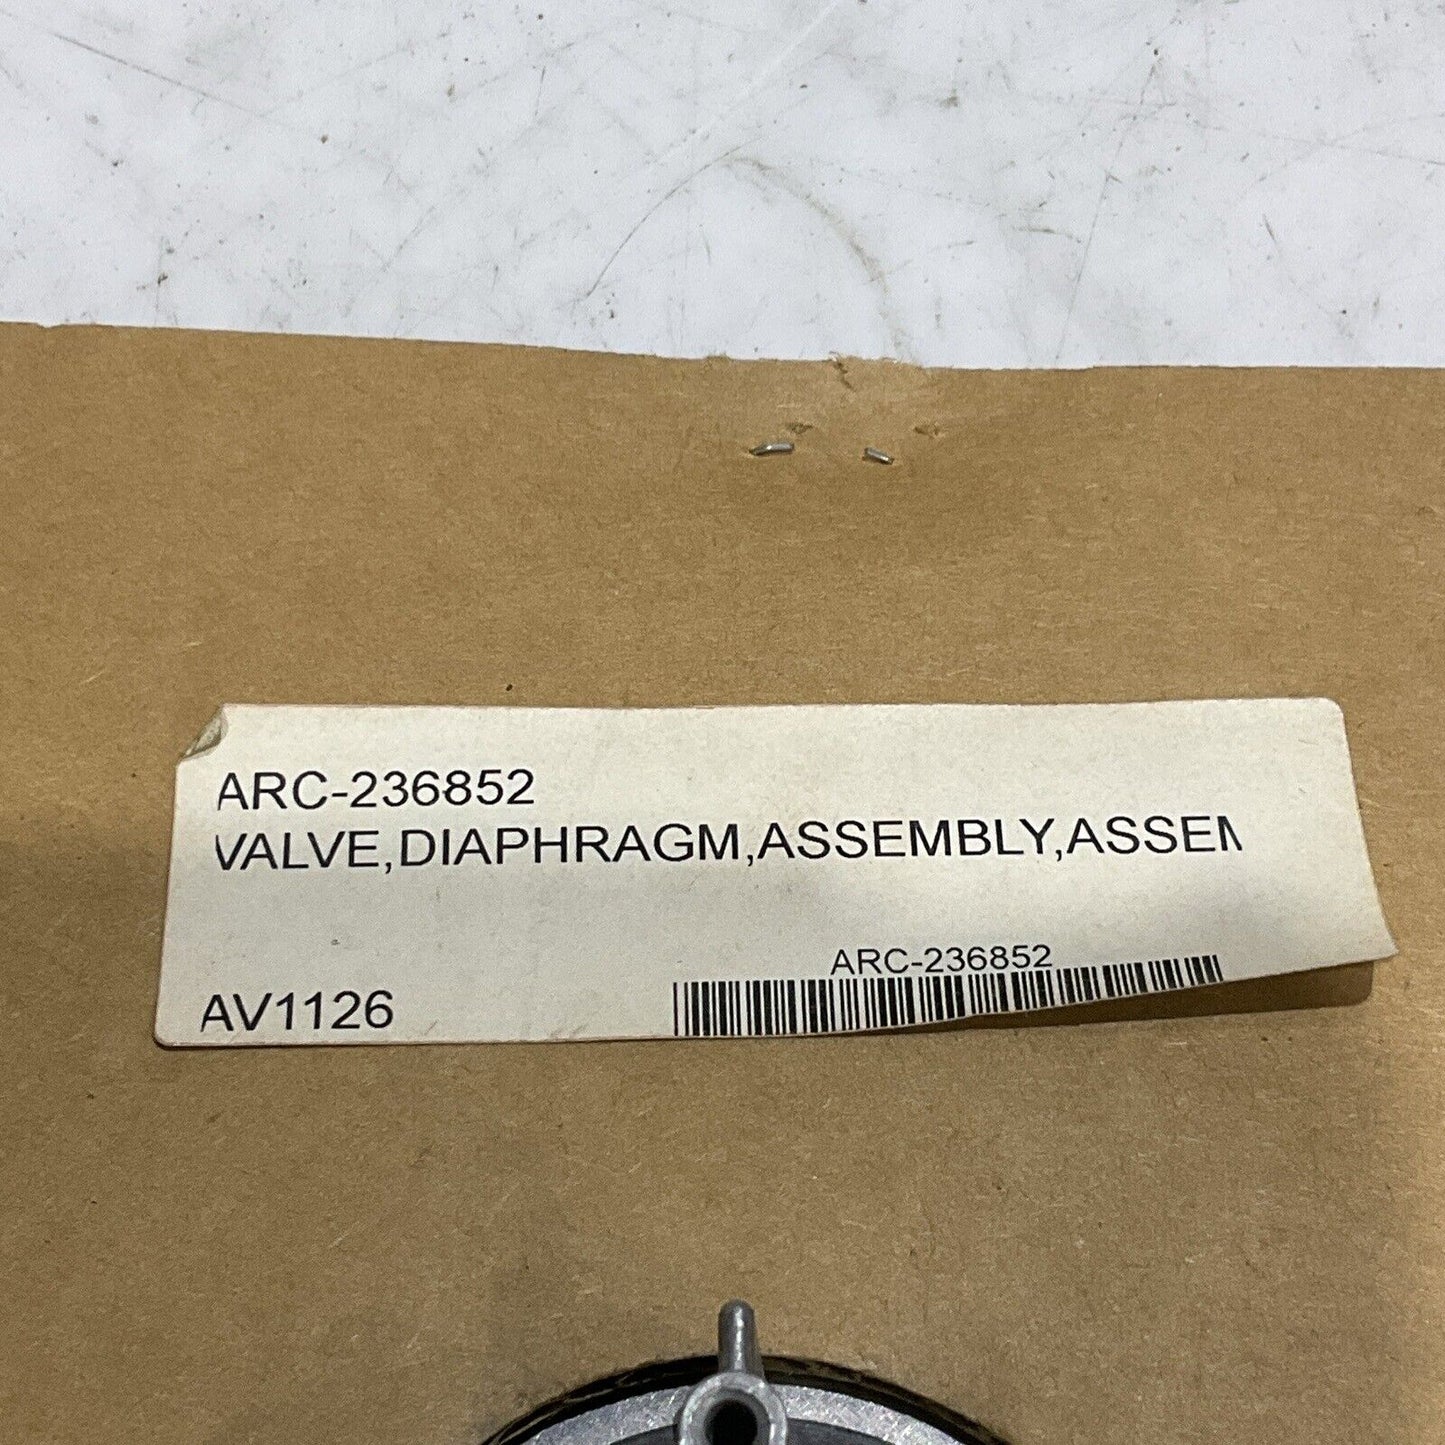 ARC-236852
VALVE,DIAPHRAGM,ASSEMBLY,ASSEM
ARC-236852
AV1126